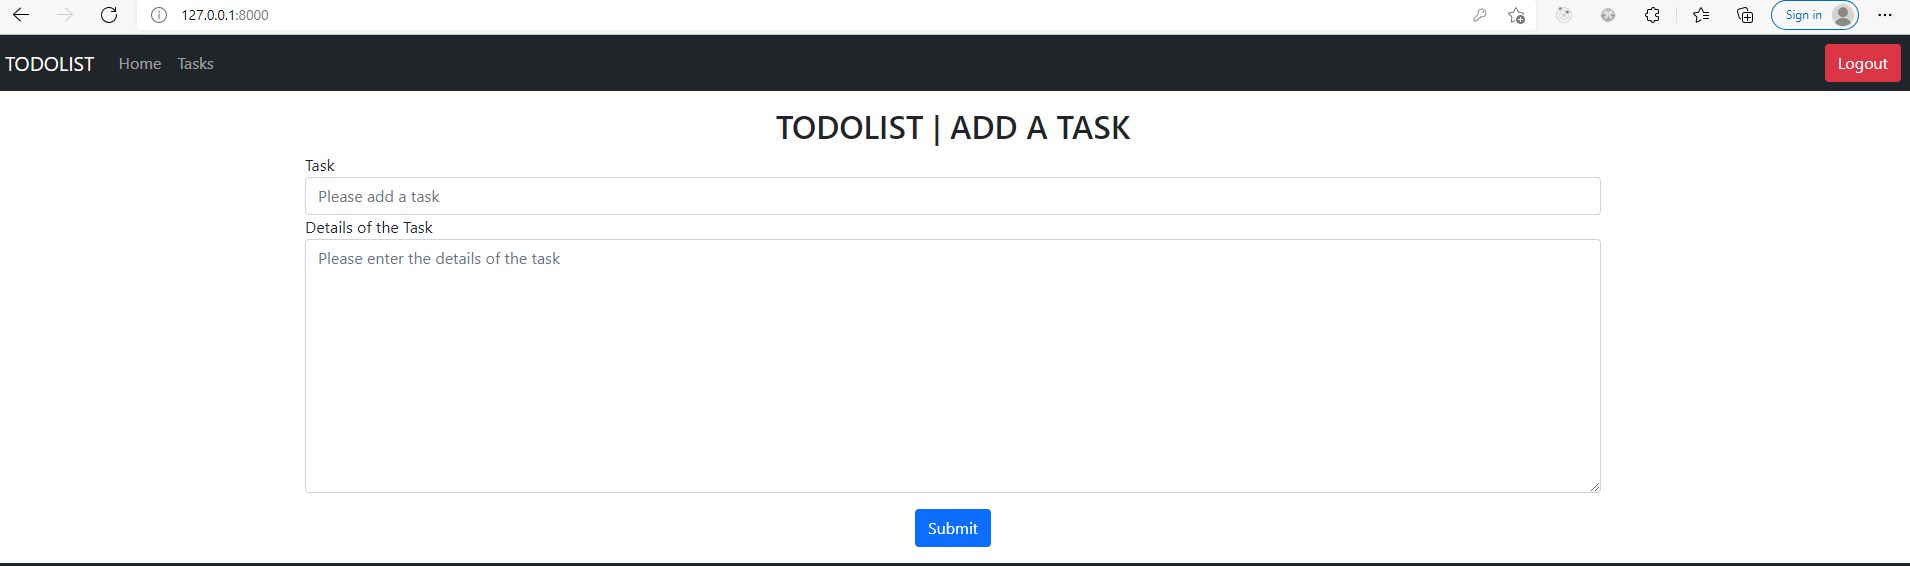 127.0.0.1:8000
Sign in
TODOLIST Home Tasks Logout
TODOLIST | ADD A TASK
Task
Please add a task
Details of the Task
Please enter the details of the task
Submit